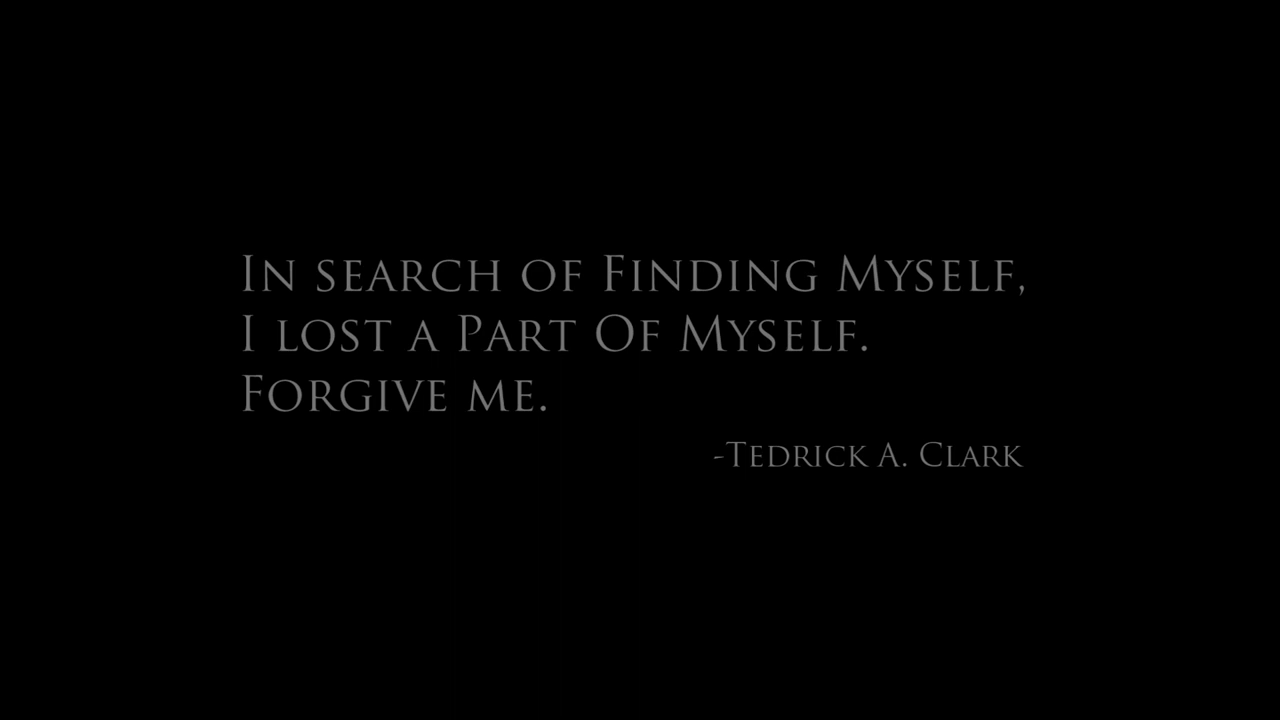 In search of Finding Myself,
I lost a Part Of Myself.
Forgive me.
-Tedrick A. Clark